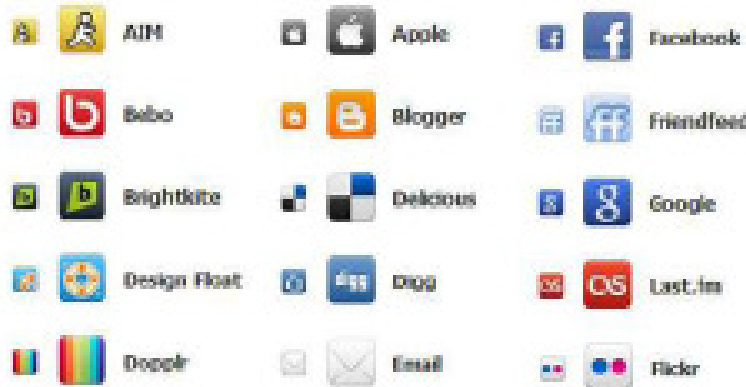 AIM
Apple
Facebook
Bebo
Blogger
Friendfeed
Brightkite
Delicious
Google
Design Float
Digg
Last.fm
Dopplr
Email
Flickr